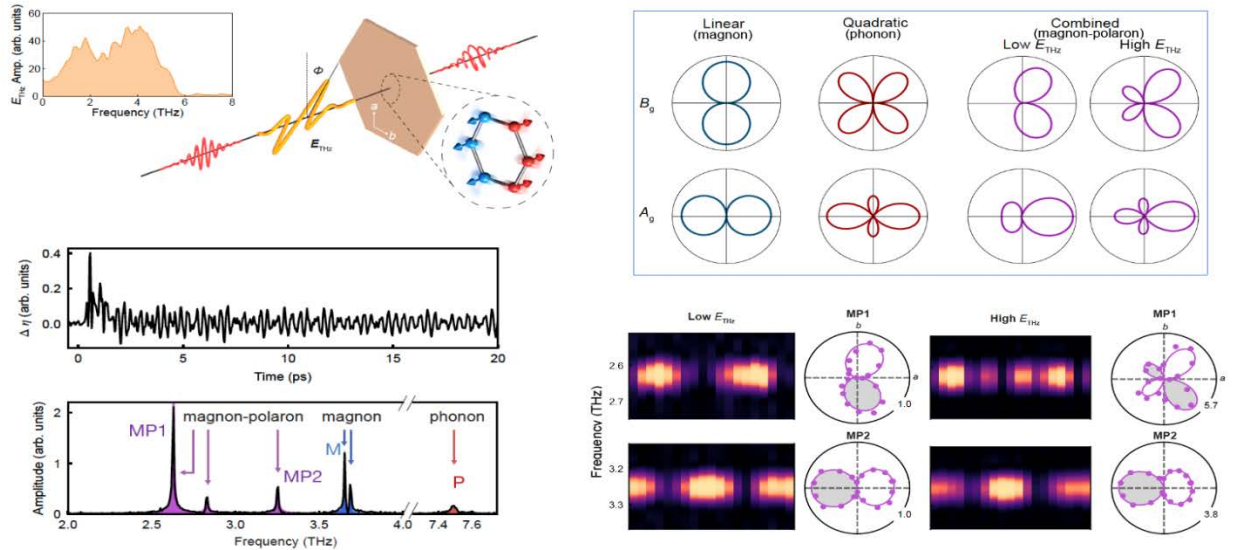 E_THz Amp. (arb. units)
60
50
40
30
20
10
0
0 2 4 6 8
Frequency (THz)
Φ
a
b
E_THz
Δ η (arb. units)
0.4
0.2
0.0
0 5 10 15 20
Time (ps)
Amplitude (arb. units)
2
1
0
magnon-polaron magnon phonon
MP1
MP2
M
P
2.0 2.5 3.0 3.5 4.0 7.4 7.6
Frequency (THz)
Linear
(magnon)
Quadratic
(phonon)
Combined
(magnon-polaron)
Low E_THz High E_THz
B_g
A_g
Low E_THz
MP1
b
High E_THz
MP1
b
Frequency (THz)
2.6
2.7
a
1.0
a
5.7
MP2
MP2
3.2
3.3
1.0
3.8